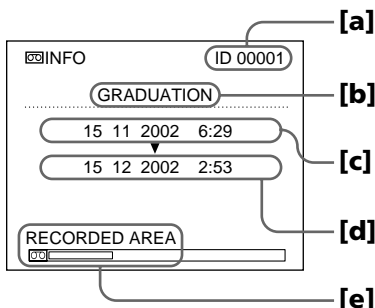 [a]
INFO ID 00001
[b]
GRADUATION
15 11 2002 6:29
[c]
15 12 2002 2:53
[d]
RECORDED AREA
[e]